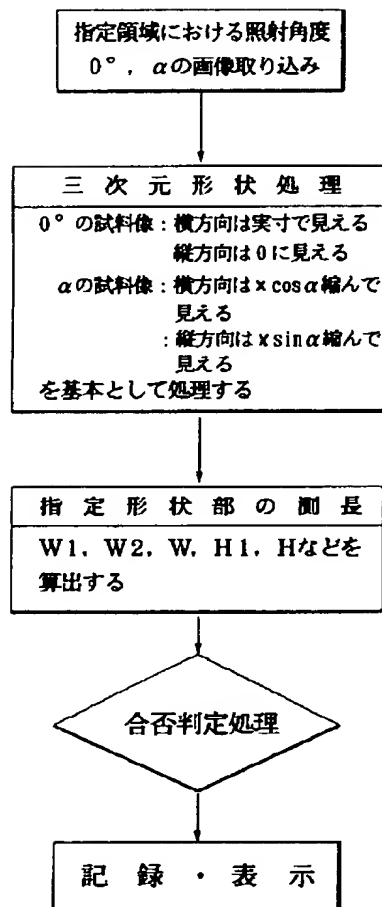 指定領域における照射角度
0°，αの画像取り込み
三次元形状処理
0°の試料像：横方向は実寸で見える
縦方向は0に見える
αの試料像：横方向は×cosα縮んで
見える
：縦方向は×sinα縮んで
見える
を基本として処理する
指定形状部の測長
W1，W2，W，H1，Hなどを
算出する
合否判定処理
記録・表示